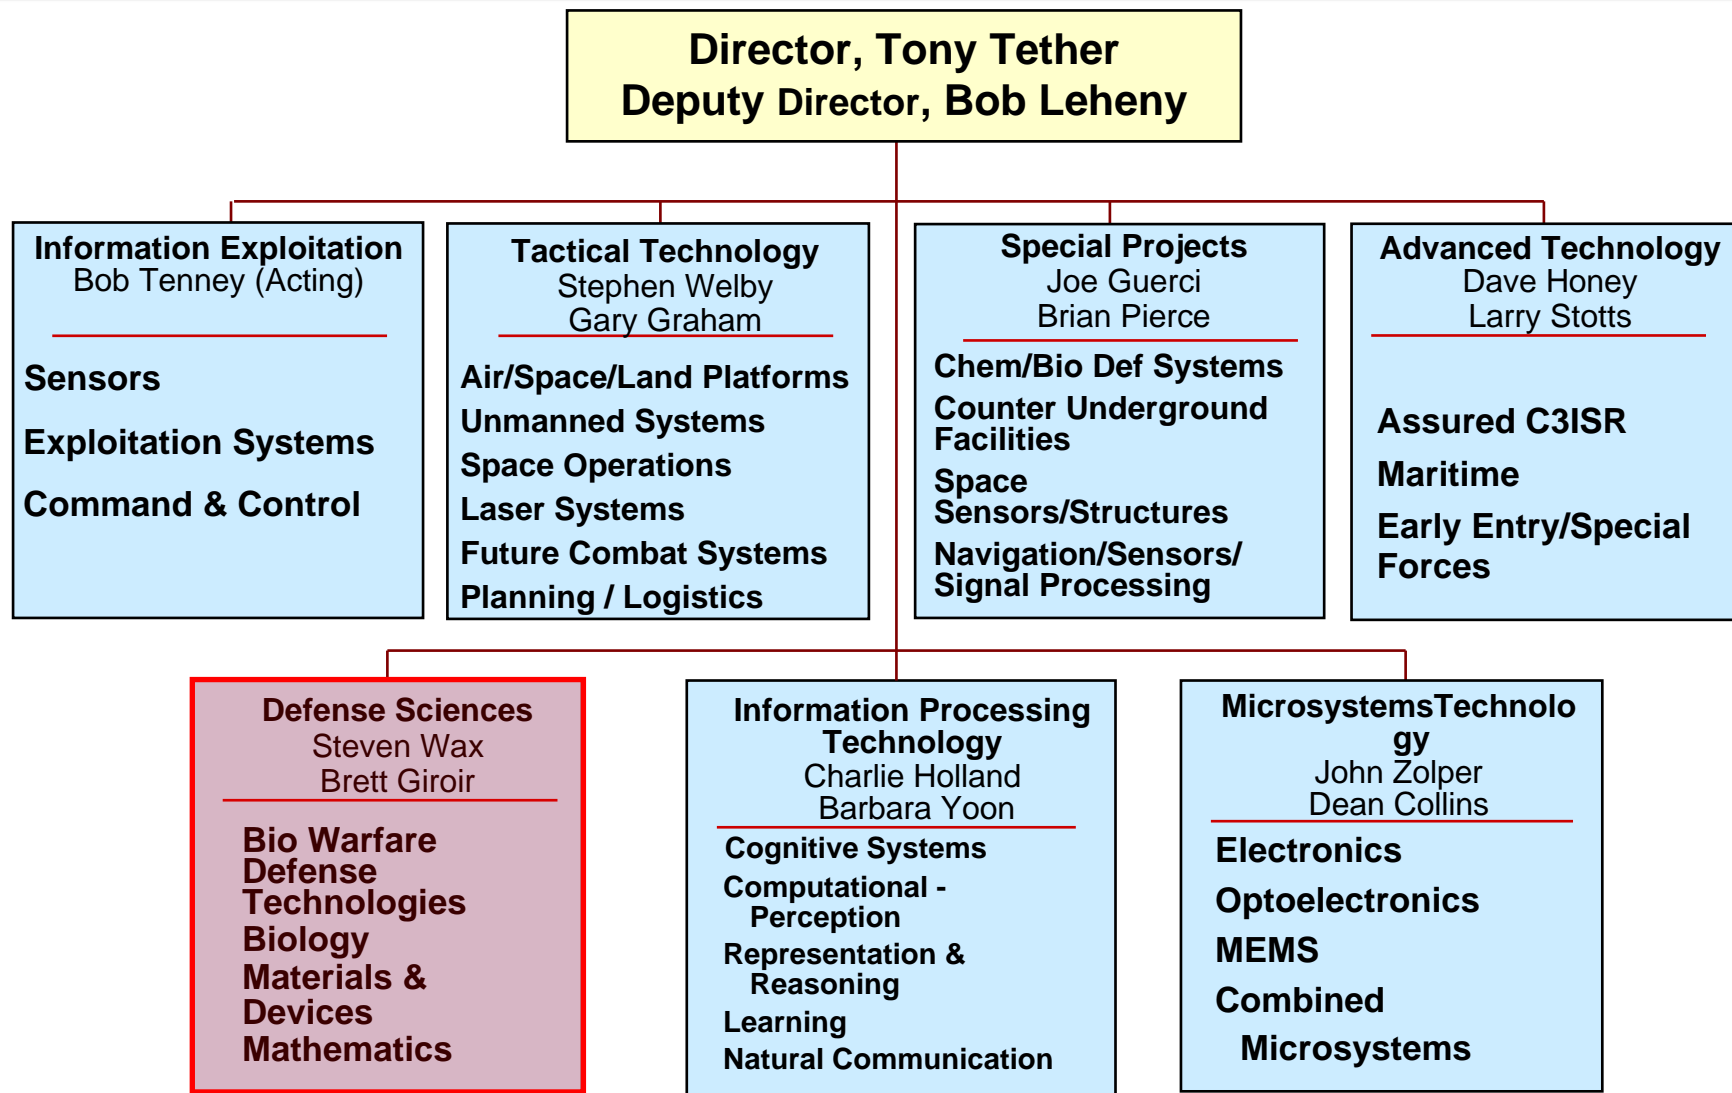 Director, Tony Tether
Deputy Director, Bob Leheny
Information Exploitation
Bob Tenney (Acting)
Sensors
Exploitation Systems
Command & Control
Tactical Technology
Stephen Welby
Gary Graham
Air/Space/Land Platforms
Unmanned Systems
Space Operations
Laser Systems
Future Combat Systems
Planning / Logistics
Special Projects
Joe Guerci
Brian Pierce
Chem/Bio Def Systems
Counter Underground
Facilities
Space
Sensors/Structures
Navigation/Sensors/
Signal Processing
Advanced Technology
Dave Honey
Larry Stotts
Assured C3ISR
Maritime
Early Entry/Special
Forces
Defense Sciences
Steven Wax
Brett Giroir
Bio Warfare
Defense
Technologies
Biology
Materials &
Devices
Mathematics
Information Processing
Technology
Charlie Holland
Barbara Yoon
Cognitive Systems
Computational -
Perception
Representation &
Reasoning
Learning
Natural Communication
MicrosystemsTechnolo
gy
John Zolper
Dean Collins
Electronics
Optoelectronics
MEMS
Combined
Microsystems